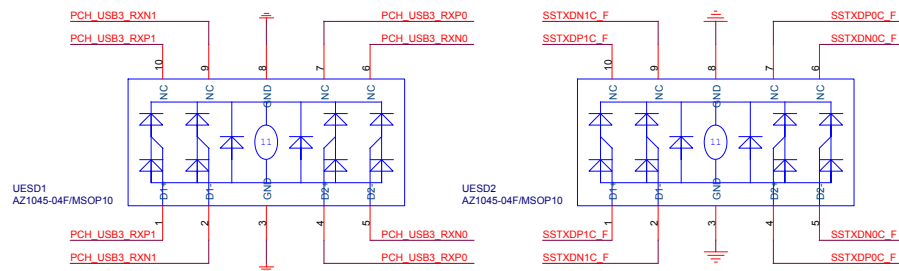 PCH_USB3_RXN1 PCH_USB3_RXP0 SSTXDN1C_F SSTXDP0C_F
PCH_USB3_RXP1 PCH_USB3_RXN0 SSTXDP1C_F SSTXDN0C_F
10 9 8 7 6 10 9 8 7 6
NC NC GND NC NC NC NC GND NC NC
11 11
UESD1 D1+ D1- GND D2+ D2- UESD2 D1+ D1- GND D2+ D2-
AZ1045-04F/MSOP10 AZ1045-04F/MSOP10
1 2 3 4 5 1 2 3 4 5
PCH_USB3_RXP1 PCH_USB3_RXN0 SSTXDP1C_F SSTXDN0C_F
PCH_USB3_RXN1 PCH_USB3_RXP0 SSTXDN1C_F SSTXDP0C_F